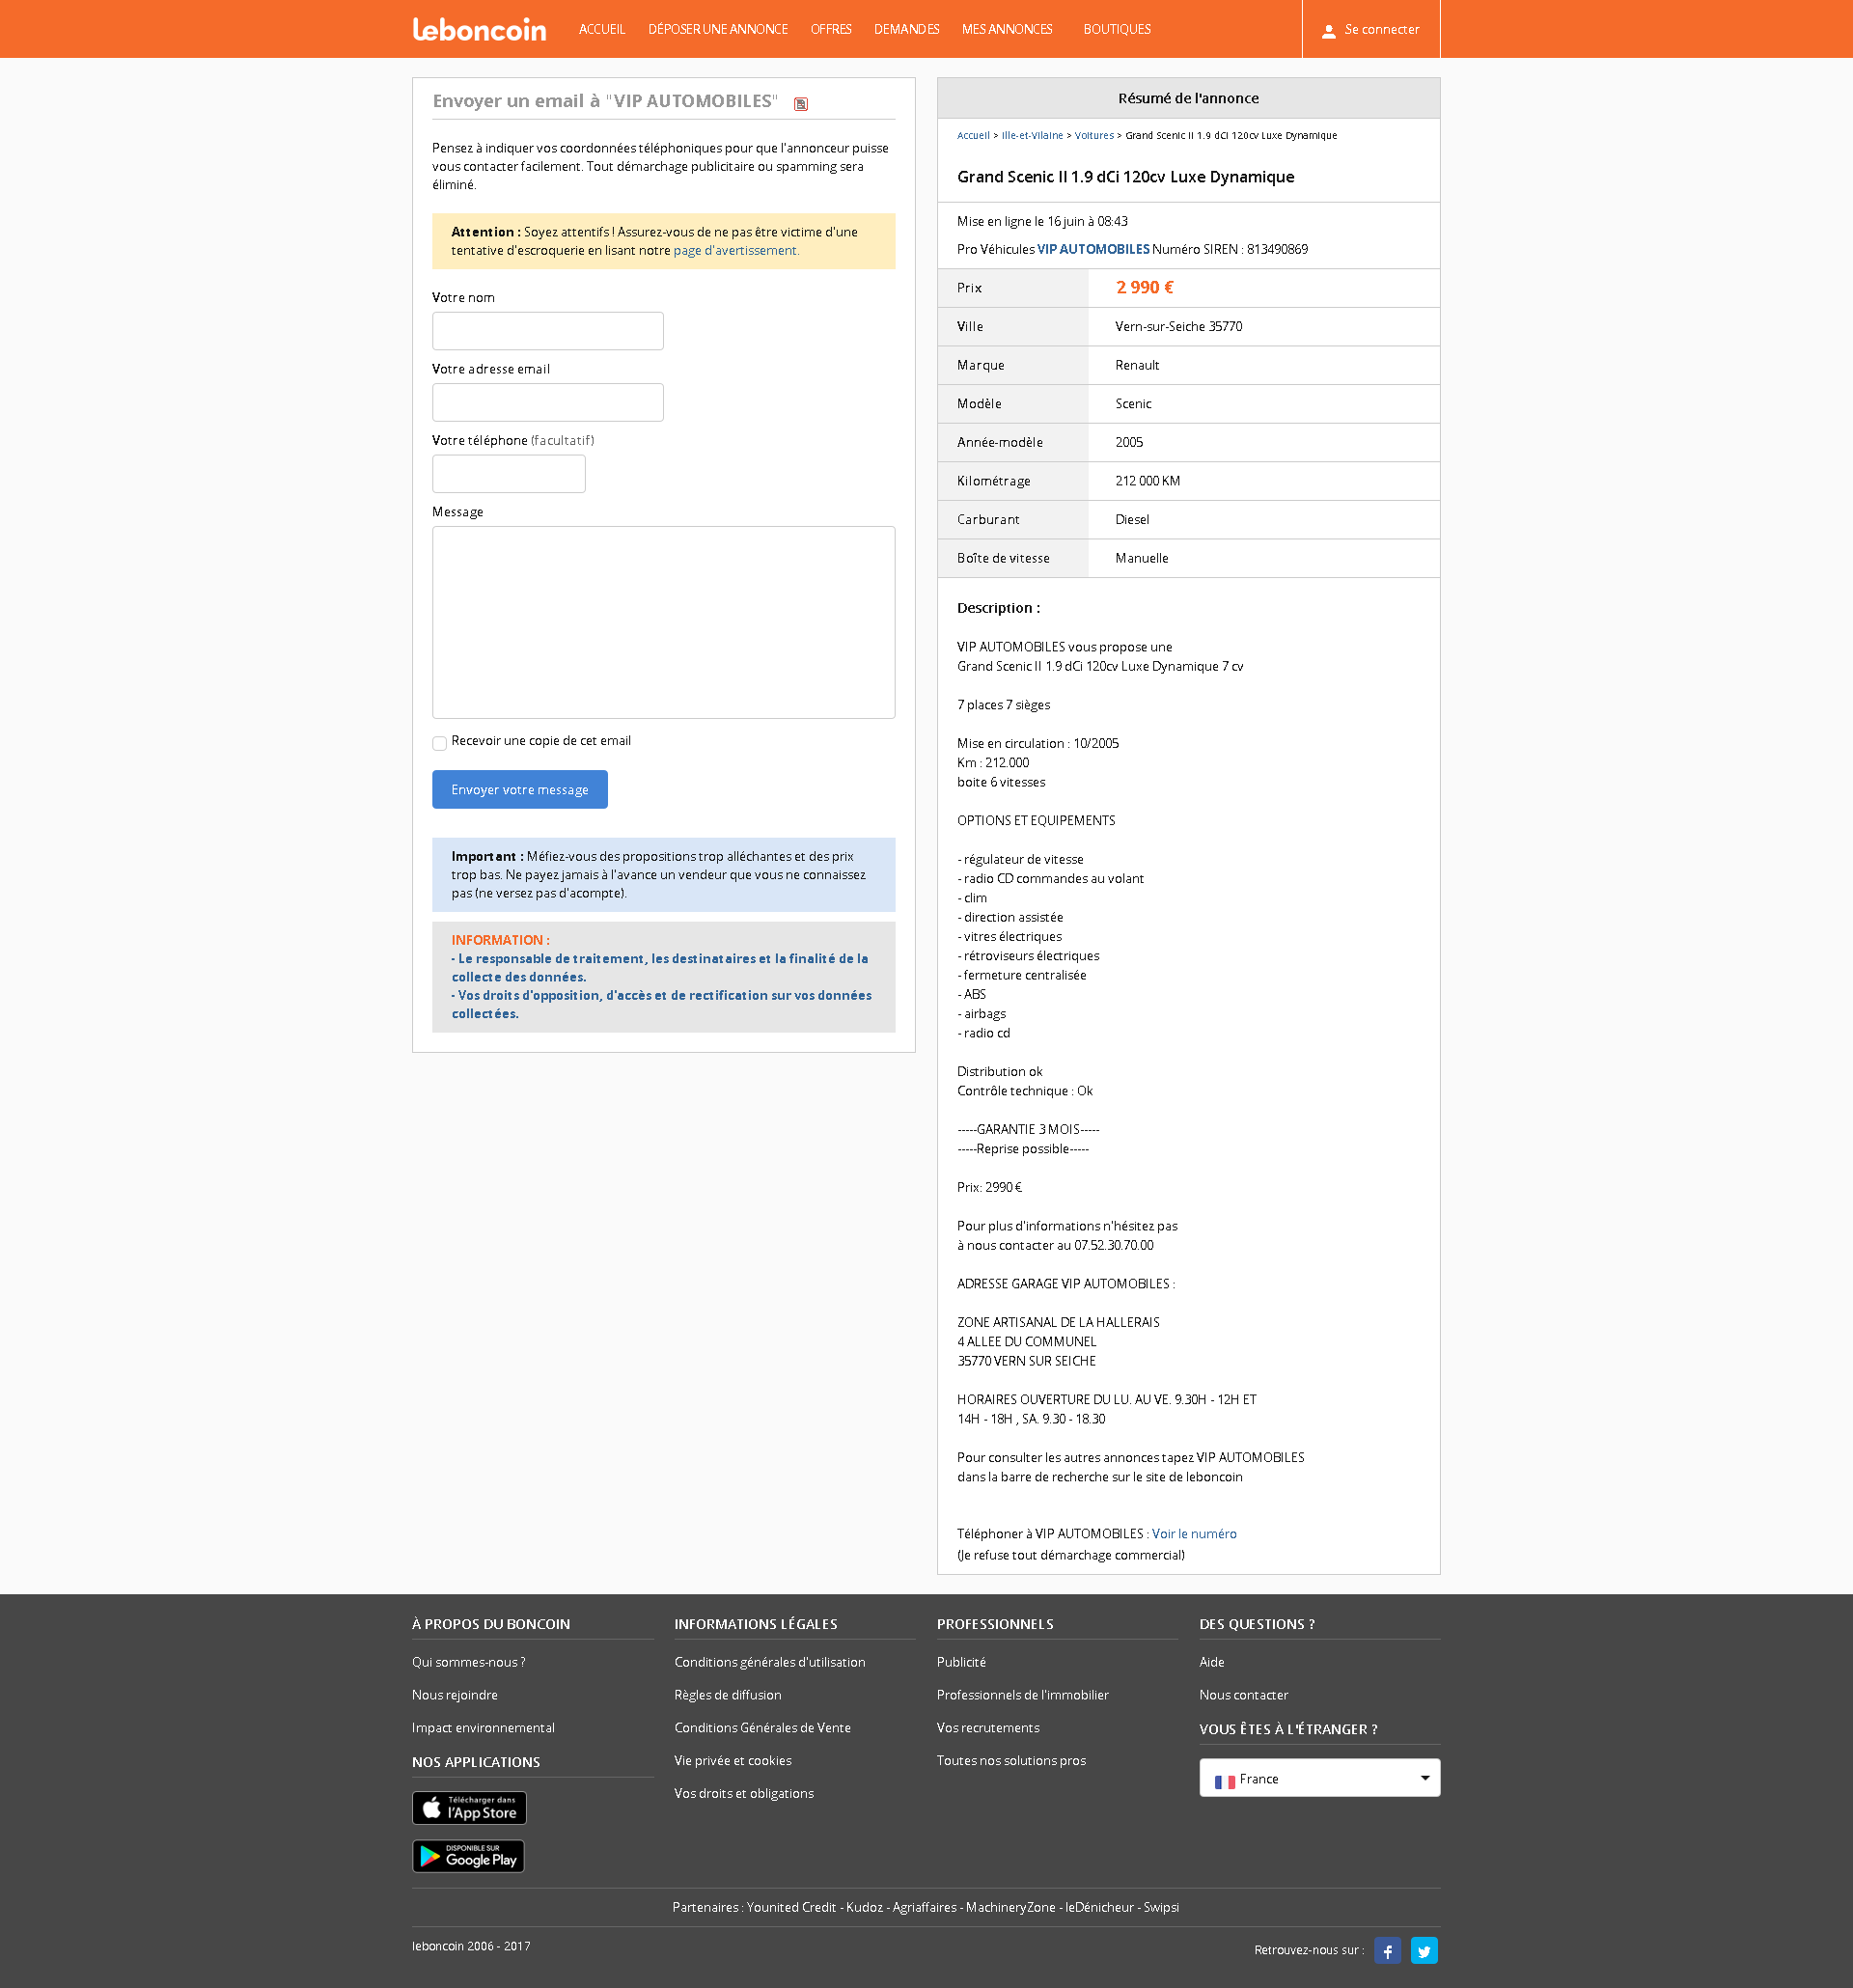 leboncoin ACCUEIL DÉPOSER UNE ANNONCE OFFRES DEMANDES MES ANNONCES BOUTIQUES Se connecter
Envoyer un email à "VIP AUTOMOBILES"
Pensez à indiquer vos coordonnées téléphoniques pour que l'annonceur puisse
vous contacter facilement. Tout démarchage publicitaire ou spamming sera
éliminé.
Attention : Soyez attentifs ! Assurez-vous de ne pas être victime d'une
tentative d'escroquerie en lisant notre page d'avertissement.
Votre nom
Votre adresse email
Votre téléphone (facultatif)
Message
Recevoir une copie de cet email
Envoyer votre message
Important : Méfiez-vous des propositions trop alléchantes et des prix
trop bas. Ne payez jamais à l'avance un vendeur que vous ne connaissez
pas (ne versez pas d'acompte).
INFORMATION :
- Le responsable de traitement, les destinataires et la finalité de la
collecte des données.
- Vos droits d'opposition, d'accès et de rectification sur vos données
collectées.
Résumé de l'annonce
Accueil > Ille-et-Vilaine > Voitures > Grand Scenic II 1.9 dCi 120cv Luxe Dynamique
Grand Scenic II 1.9 dCi 120cv Luxe Dynamique
Mise en ligne le 16 juin à 08:43
Pro Véhicules VIP AUTOMOBILES Numéro SIREN : 813490869
Prix 2 990 €
Ville Vern-sur-Seiche 35770
Marque Renault
Modèle Scenic
Année-modèle 2005
Kilométrage 212 000 KM
Carburant Diesel
Boîte de vitesse Manuelle
Description :
VIP AUTOMOBILES vous propose une
Grand Scenic II 1.9 dCi 120cv Luxe Dynamique 7 cv
7 places 7 sièges
Mise en circulation : 10/2005
Km : 212.000
boite 6 vitesses
OPTIONS ET EQUIPEMENTS
- régulateur de vitesse
- radio CD commandes au volant
- clim
- direction assistée
- vitres électriques
- rétroviseurs électriques
- fermeture centralisée
- ABS
- airbags
- radio cd
Distribution ok
Contrôle technique : Ok
-----GARANTIE 3 MOIS-----
-----Reprise possible-----
Prix: 2990 €
Pour plus d'informations n'hésitez pas
à nous contacter au 07.52.30.70.00
ADRESSE GARAGE VIP AUTOMOBILES :
ZONE ARTISANAL DE LA HALLERAIS
4 ALLEE DU COMMUNEL
35770 VERN SUR SEICHE
HORAIRES OUVERTURE DU LU. AU VE. 9.30H - 12H ET
14H - 18H , SA. 9.30 - 18.30
Pour consulter les autres annonces tapez VIP AUTOMOBILES
dans la barre de recherche sur le site de leboncoin
Téléphoner à VIP AUTOMOBILES : Voir le numéro
(Je refuse tout démarchage commercial)
À PROPOS DU BONCOIN
Qui sommes-nous ?
Nous rejoindre
Impact environnemental
NOS APPLICATIONS
Télécharger dans
l'App Store
DISPONIBLE SUR
Google Play
INFORMATIONS LÉGALES
Conditions générales d'utilisation
Règles de diffusion
Conditions Générales de Vente
Vie privée et cookies
Vos droits et obligations
PROFESSIONNELS
Publicité
Professionnels de l'immobilier
Vos recrutements
Toutes nos solutions pros
DES QUESTIONS ?
Aide
Nous contacter
VOUS ÊTES À L'ÉTRANGER ?
France
Partenaires : Younited Credit - Kudoz - Agriaffaires - MachineryZone - leDénicheur - Swipsi
leboncoin 2006 - 2017
Retrouvez-nous sur :